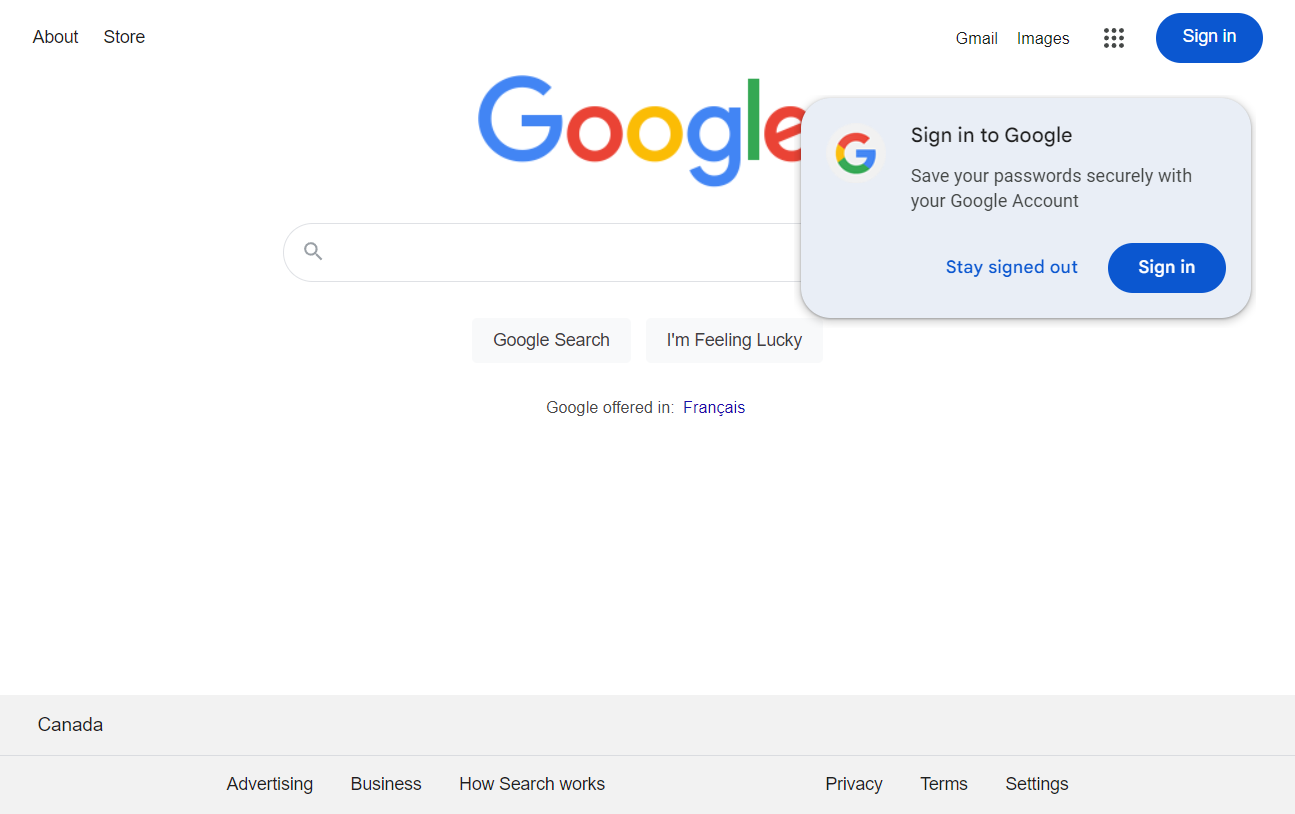 About Store
Gmail Images Sign in
Google
Sign in to Google
Save your passwords securely with
your Google Account
Stay signed out Sign in
Google Search I'm Feeling Lucky
Google offered in: Français
Canada
Advertising Business How Search works Privacy Terms Settings